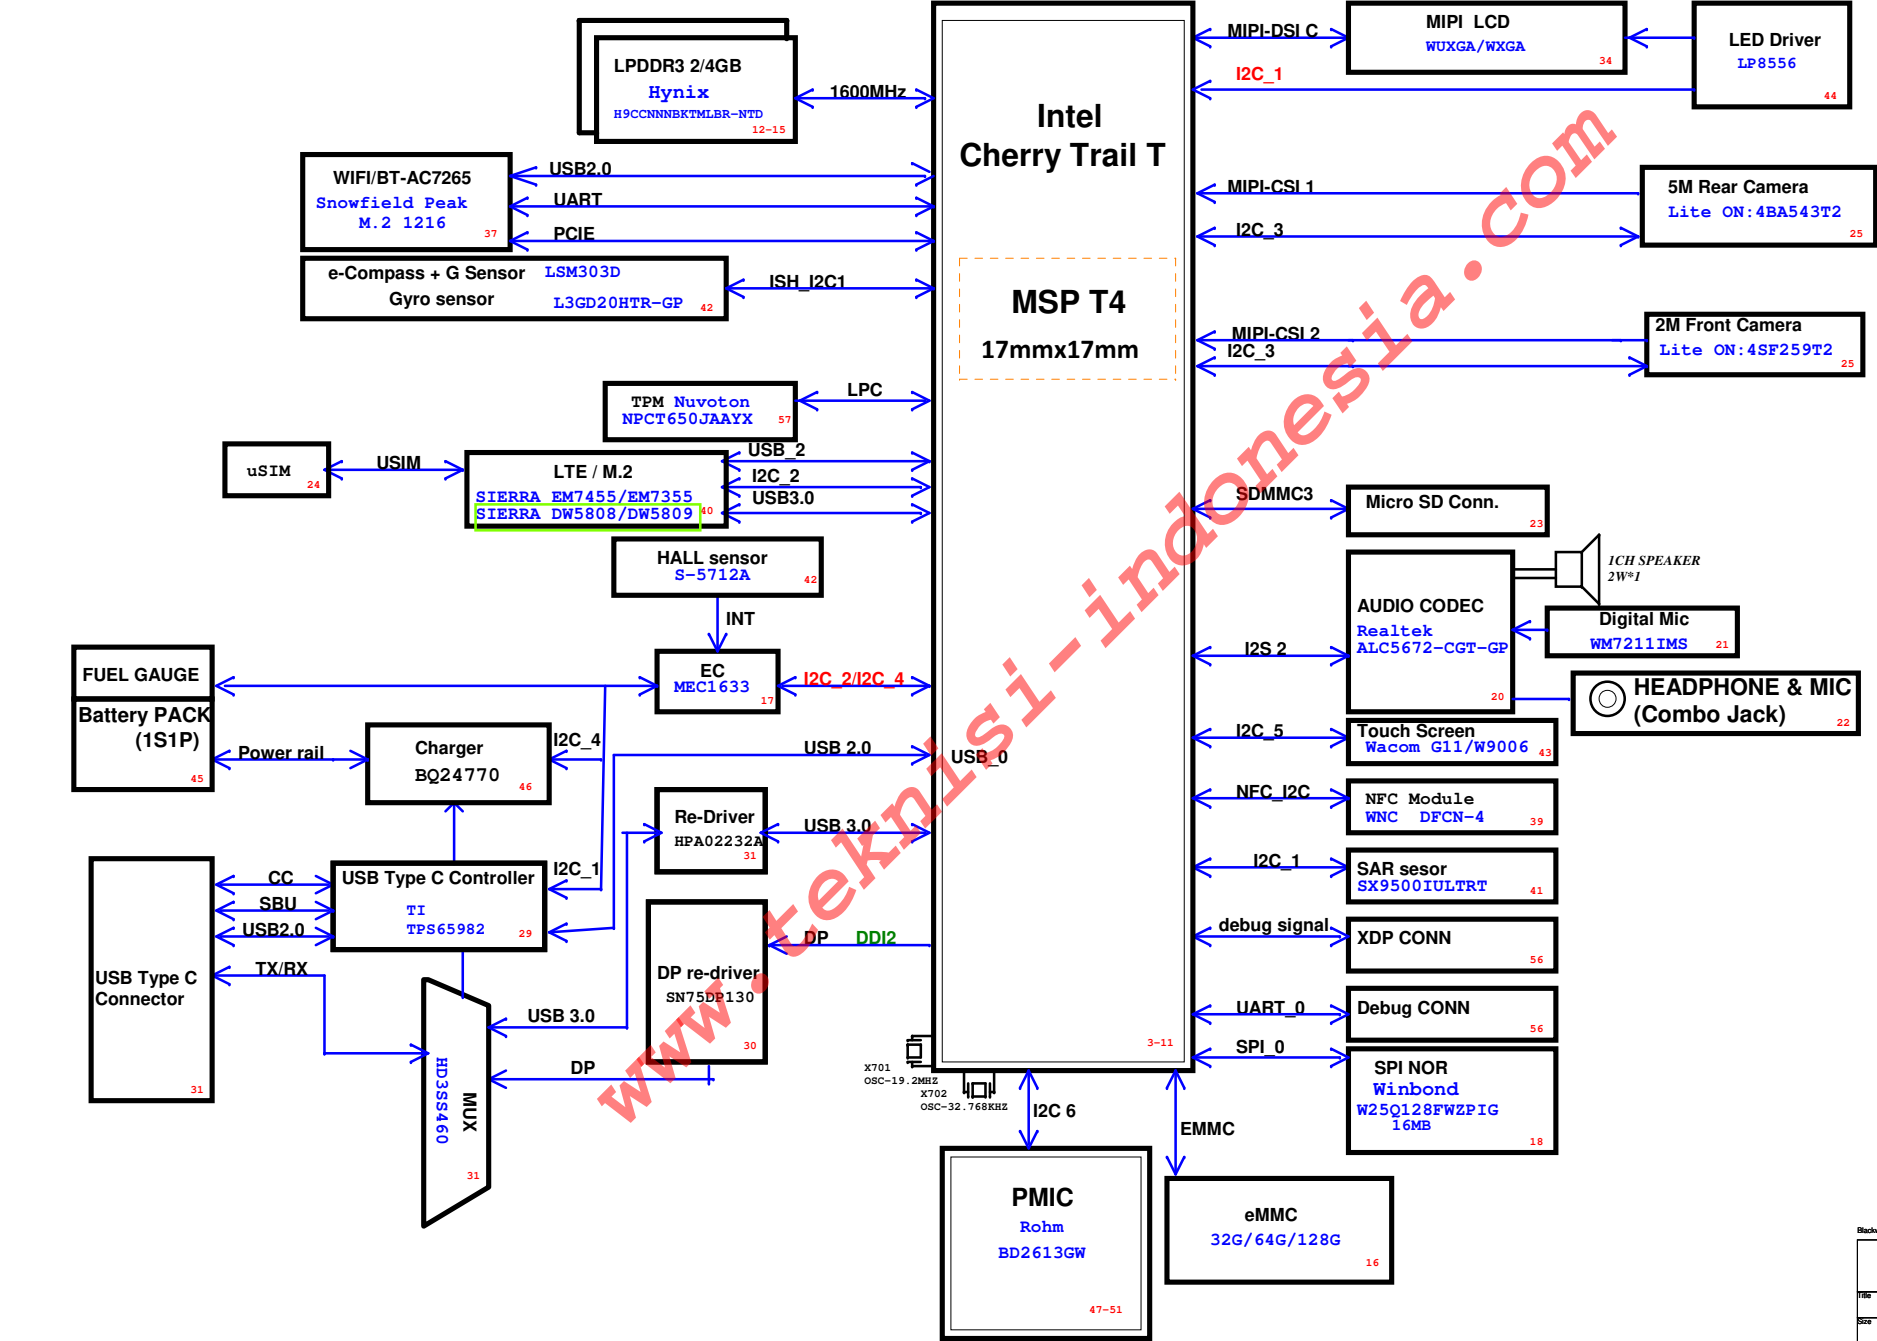 LPDDR3 2/4GB
Hynix
H9CCNNNBKTMLBR-NTD
12-15
1600MHz
WIFI/BT-AC7265
Snowfield Peak
M.2 1216
37
USB2.0
UART
PCIE
e-Compass + G Sensor LSM303D
Gyro sensor L3GD20HTR-GP
42
ISH_I2C1
TPM Nuvoton
NPCT650JAAYX
57
LPC
uSIM
24
USIM
LTE / M.2
SIERRA EM7455/EM7355
SIERRA DW5808/DW5809
40
USB_2
I2C_2
USB3.0
HALL sensor
S-5712A
42
INT
EC
MEC1633
17
I2C_2/I2C_4
FUEL GAUGE
Battery PACK
(1S1P)
45
Power rail
Charger
BQ24770
46
I2C_4
USB 2.0
USB_0
Re-Driver
HPA02232A
31
USB 3.0
USB Type C Controller
TI
TPS65982
29
I2C_1
CC
SBU
USB2.0
TX/RX
USB Type C
Connector
31
DP re-driver
SN75DP130
30
DP DDI2
USB 3.0
DP
MUX
HD3SS460
31
Intel
Cherry Trail T
MSP T4
17mmx17mm
3-11
X701
OSC-19.2MHZ
X702
OSC-32.768KHZ
I2C 6
EMMC
PMIC
Rohm
BD2613GW
47-51
eMMC
32G/64G/128G
16
MIPI-DSI C
MIPI LCD
WUXGA/WXGA
34
LED Driver
LP8556
44
I2C_1
MIPI-CSI 1
I2C_3
5M Rear Camera
Lite ON:4BA543T2
25
MIPI-CSI 2
I2C_3
2M Front Camera
Lite ON:4SF259T2
25
SDMMC3
Micro SD Conn.
23
1CH SPEAKER
2W*1
AUDIO CODEC
Realtek
ALC5672-CGT-GP
20
I2S 2
Digital Mic
WM7211IMS
21
HEADPHONE & MIC
(Combo Jack)
22
I2C_5
Touch Screen
Wacom G11/W9006
43
NFC_I2C
NFC Module
WNC DFCN-4
39
I2C_1
SAR sesor
SX9500IULTRT
41
debug signal
XDP CONN
56
UART_0
Debug CONN
56
SPI_0
SPI NOR
Winbond
W25Q128FWZPIG
16MB
18
www.teknisi-indonesia.com
Title
Size